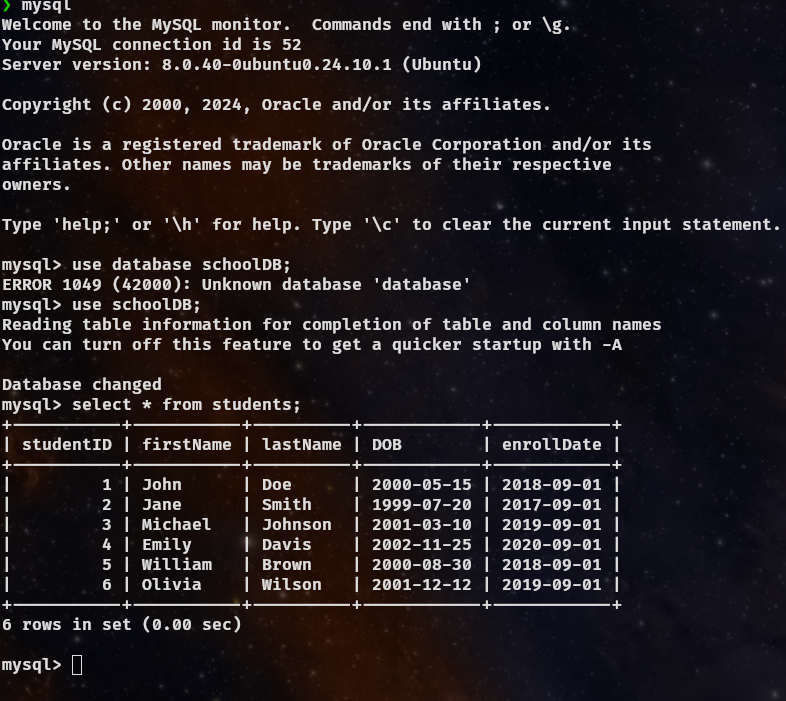 ❯ mysql
Welcome to the MySQL monitor.  Commands end with ; or \g.
Your MySQL connection id is 52
Server version: 8.0.40-0ubuntu0.24.10.1 (Ubuntu)

Copyright (c) 2000, 2024, Oracle and/or its affiliates.

Oracle is a registered trademark of Oracle Corporation and/or its
affiliates. Other names may be trademarks of their respective
owners.

Type 'help;' or '\h' for help. Type '\c' to clear the current input statement.

mysql> use database schoolDB;
ERROR 1049 (42000): Unknown database 'database'
mysql> use schoolDB;
Reading table information for completion of table and column names
You can turn off this feature to get a quicker startup with -A

Database changed
mysql> select * from students;
+-----------+-----------+----------+------------+------------+
| studentID | firstName | lastName | DOB        | enrollDate |
+-----------+-----------+----------+------------+------------+
|         1 | John      | Doe      | 2000-05-15 | 2018-09-01 |
|         2 | Jane      | Smith    | 1999-07-20 | 2017-09-01 |
|         3 | Michael   | Johnson  | 2001-03-10 | 2019-09-01 |
|         4 | Emily     | Davis    | 2002-11-25 | 2020-09-01 |
|         5 | William   | Brown    | 2000-08-30 | 2018-09-01 |
|         6 | Olivia    | Wilson   | 2001-12-12 | 2019-09-01 |
+-----------+-----------+----------+------------+------------+
6 rows in set (0.00 sec)

mysql>